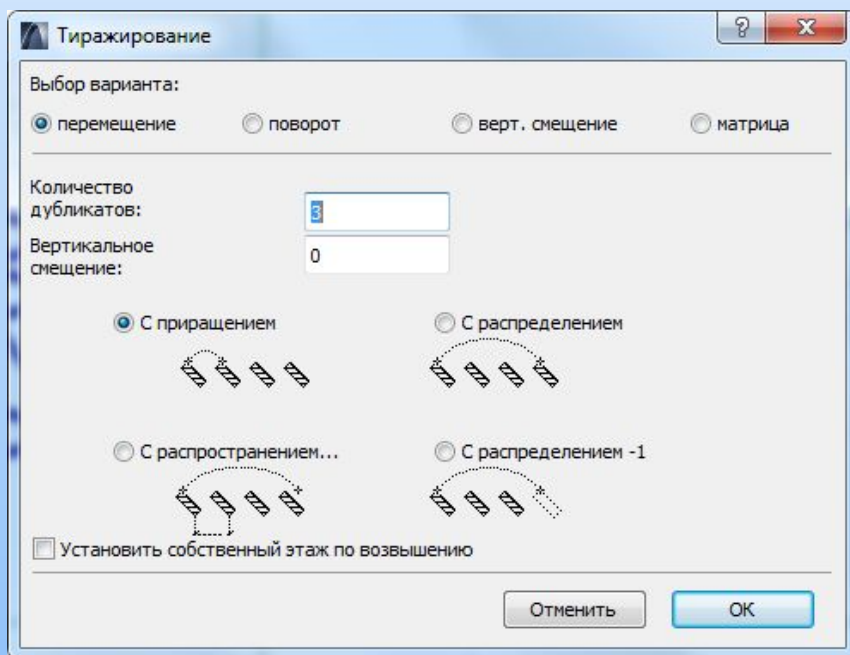 Тиражирование
Выбор варианта:
перемещение поворот верт. смещение матрица
Количество
дубликатов:
3
Вертикальное
смещение:
0
С приращением С распределением
С распространением... С распределением -1
Установить собственный этаж по возвышению
Отменить ОК